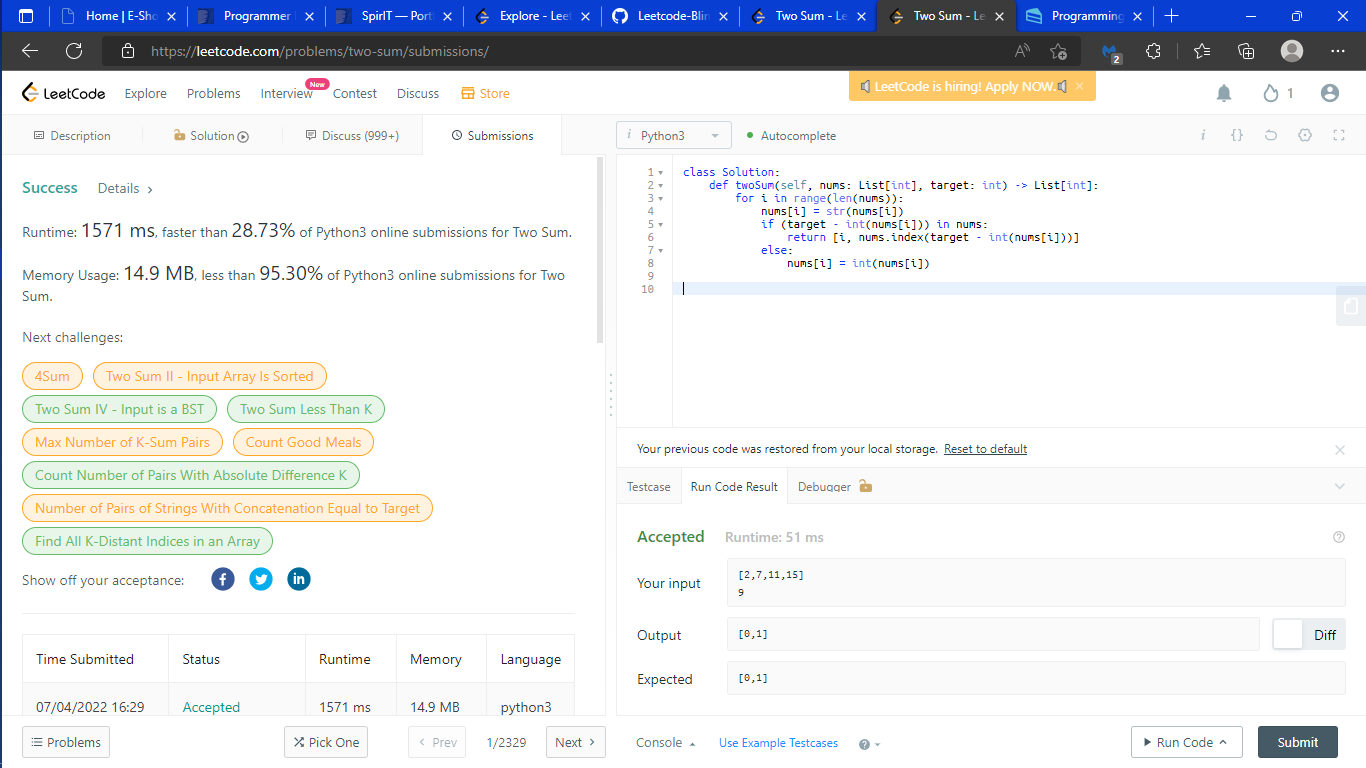 Home | E-Sho
Programmer
SpirIT — Port
Explore - Leet
Leetcode-Blin
Two Sum - Le
Two Sum - Le
Programming
https://leetcode.com/problems/two-sum/submissions/
2
LeetCode
Explore
Problems
Interview
New
Contest
Discuss
Store
LeetCode is hiring! Apply NOW.
1
Description
Solution
Discuss (999+)
Submissions
i Python3
Autocomplete
i {}
Success
Details
Runtime: 1571 ms, faster than 28.73% of Python3 online submissions for Two Sum.
Memory Usage: 14.9 MB, less than 95.30% of Python3 online submissions for Two
Sum.
Next challenges:
4Sum
Two Sum II - Input Array Is Sorted
Two Sum IV - Input is a BST
Two Sum Less Than K
Max Number of K-Sum Pairs
Count Good Meals
Count Number of Pairs With Absolute Difference K
Number of Pairs of Strings With Concatenation Equal to Target
Find All K-Distant Indices in an Array
Show off your acceptance:
Time Submitted Status Runtime Memory Language
07/04/2022 16:29 Accepted 1571 ms 14.9 MB python3
1 class Solution:
2 def twoSum(self, nums: List[int], target: int) -> List[int]:
3 for i in range(len(nums)):
4 nums[i] = str(nums[i])
5 if (target - int(nums[i])) in nums:
6 return [i, nums.index(target - int(nums[i]))]
7 else:
8 nums[i] = int(nums[i])
9
10
Your previous code was restored from your local storage. Reset to default
Testcase
Run Code Result
Debugger
Accepted
Runtime: 51 ms
Your input
[2,7,11,15]
9
Output
[0,1]
Diff
Expected
[0,1]
Problems
Pick One
< Prev
1/2329
Next >
Console
Use Example Testcases
Run Code
Submit